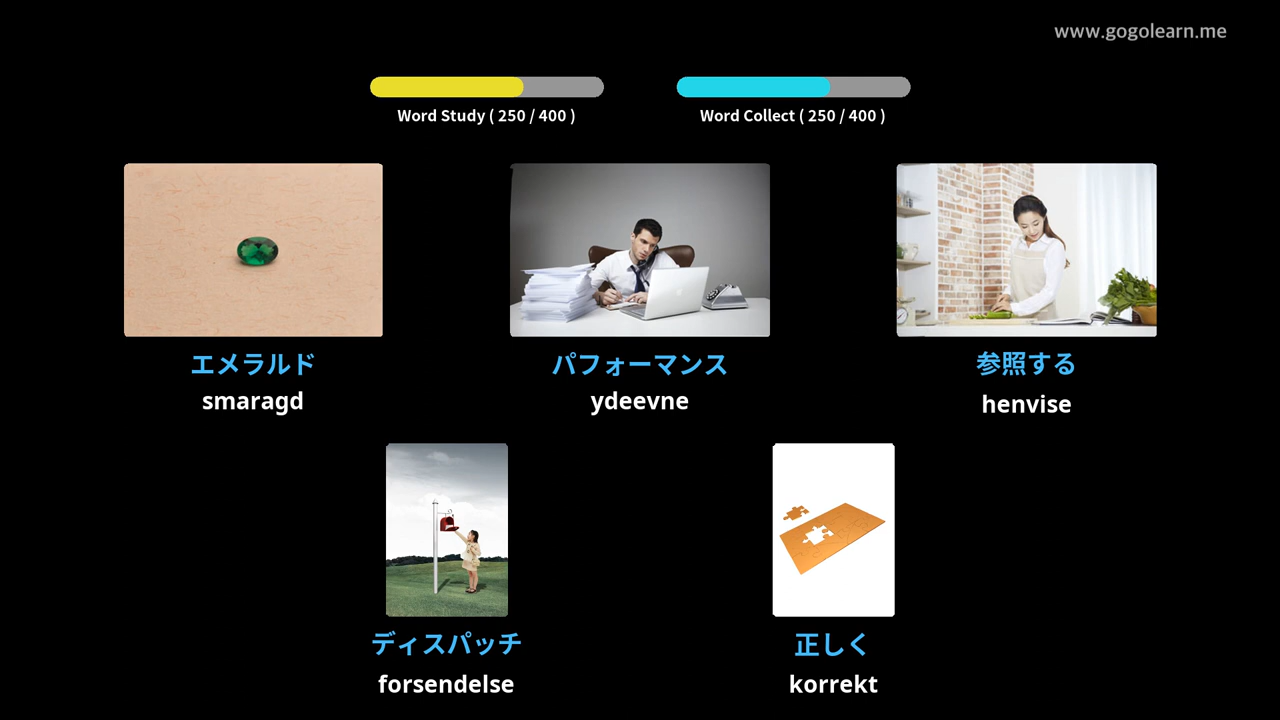 www.gogolearn.me
Word Study ( 250 / 400 )
Word Collect ( 250 / 400 )
エメラルド
smaragd
パフォーマンス
ydeevne
参照する
henvise
ディスパッチ
forsendelse
正しく
korrekt